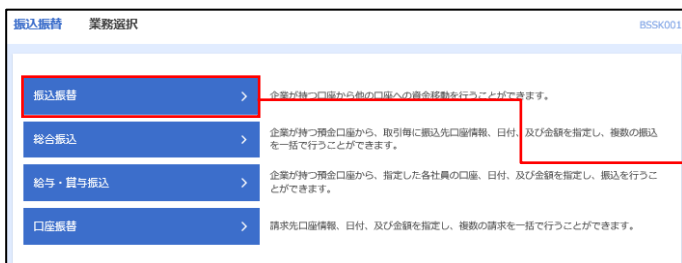 振込振替 業務選択 BSSK001
振込振替 企業が持つ口座から他の口座への資金移動を行うことができます。
総合振込 企業が持つ預金口座から、取引毎に振込先口座情報、日付、及び金額を指定し、複数の振込
を一括で行うことができます。
給与・賞与振込 企業が持つ預金口座から、指定した各社員の口座、日付、及び金額を指定し、振込を行うこ
とができます。
口座振替 請求先口座情報、日付、及び金額を指定し、複数の請求を一括で行うことができます。